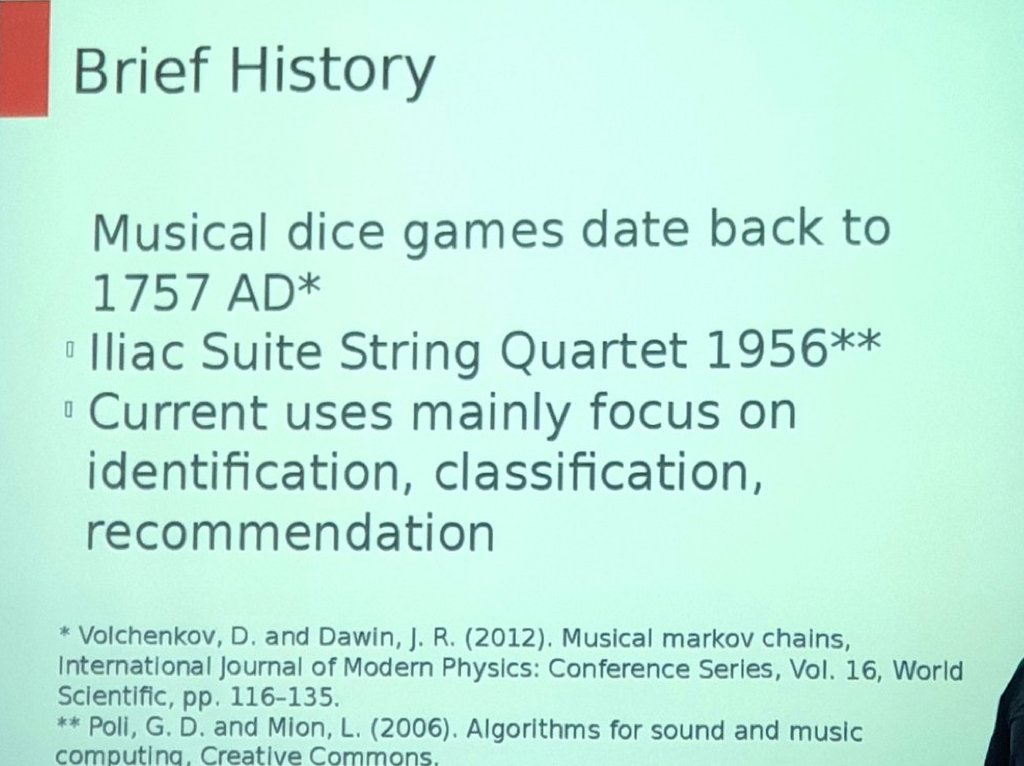 Brief History
Musical dice games date back to
1757 AD*
Iliac Suite String Quartet 1956**
Current uses mainly focus on
identification, classification,
recommendation
* Volchenkov, D. and Dawin, J. R. (2012). Musical markov chains,
International Journal of Modern Physics: Conference Series, Vol. 16, World
Scientific, pp. 116–135.
** Poli, G. D. and Mion, L. (2006). Algorithms for sound and music
computing, Creative Commons.